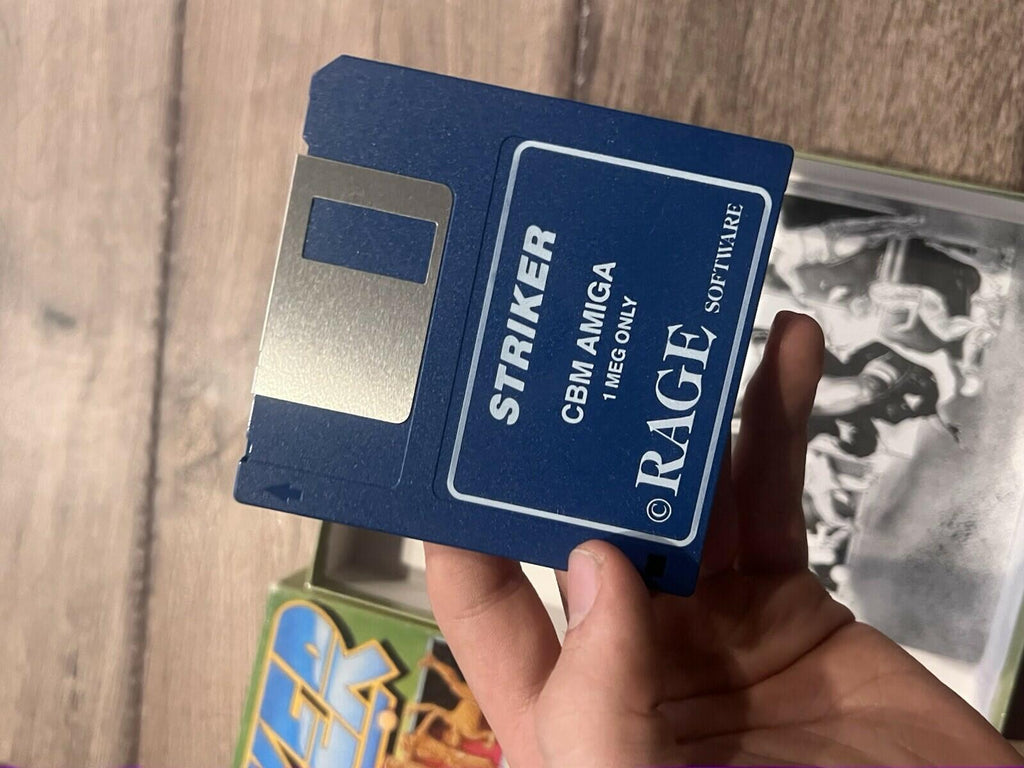 STRIKER
CBM AMIGA
1 MEG ONLY
© RAGE SOFTWARE